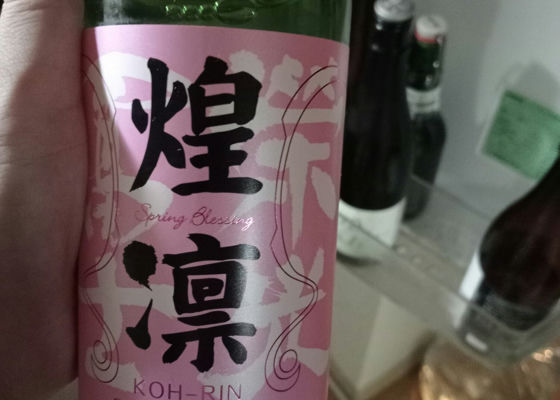 煌
Spring Blessing
凛
KOH-RIN